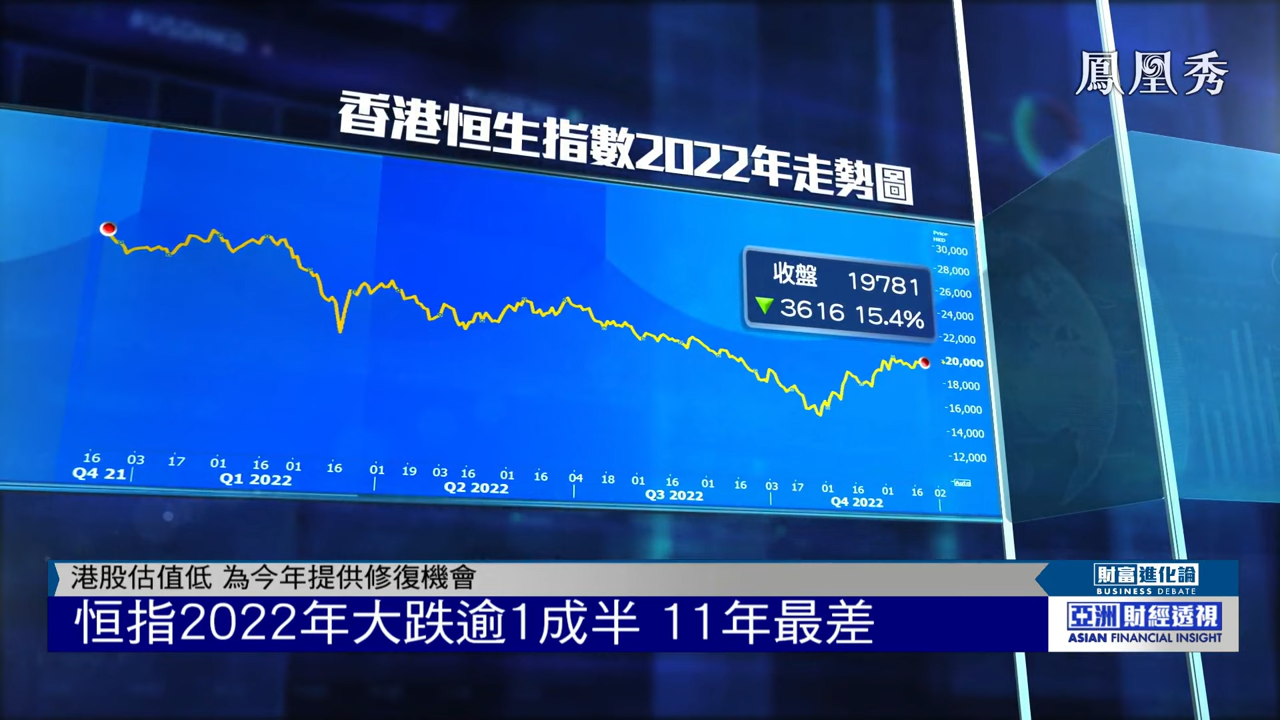 鳳凰秀
香港恒生指數2022年走勢圖
Price
HKD
30,000
28,000
26,000
24,000
22,000
20,000
18,000
16,000
14,000
12,000
Auto
收盤 19781
▼3616 15.4%
16 03 17 01 16 01 16 01 19 03 16 01 16 04 18 01 16 01 16 03 17 01 16 01 16 02
Q4 21 Q1 2022 Q2 2022 Q3 2022 Q4 2022
港股估值低 為今年提供修復機會
恒指2022年大跌逾1成半 11年最差
財富進化論
BUSINESS DEBATE
亞洲財經透視
ASIAN FINANCIAL INSIGHT